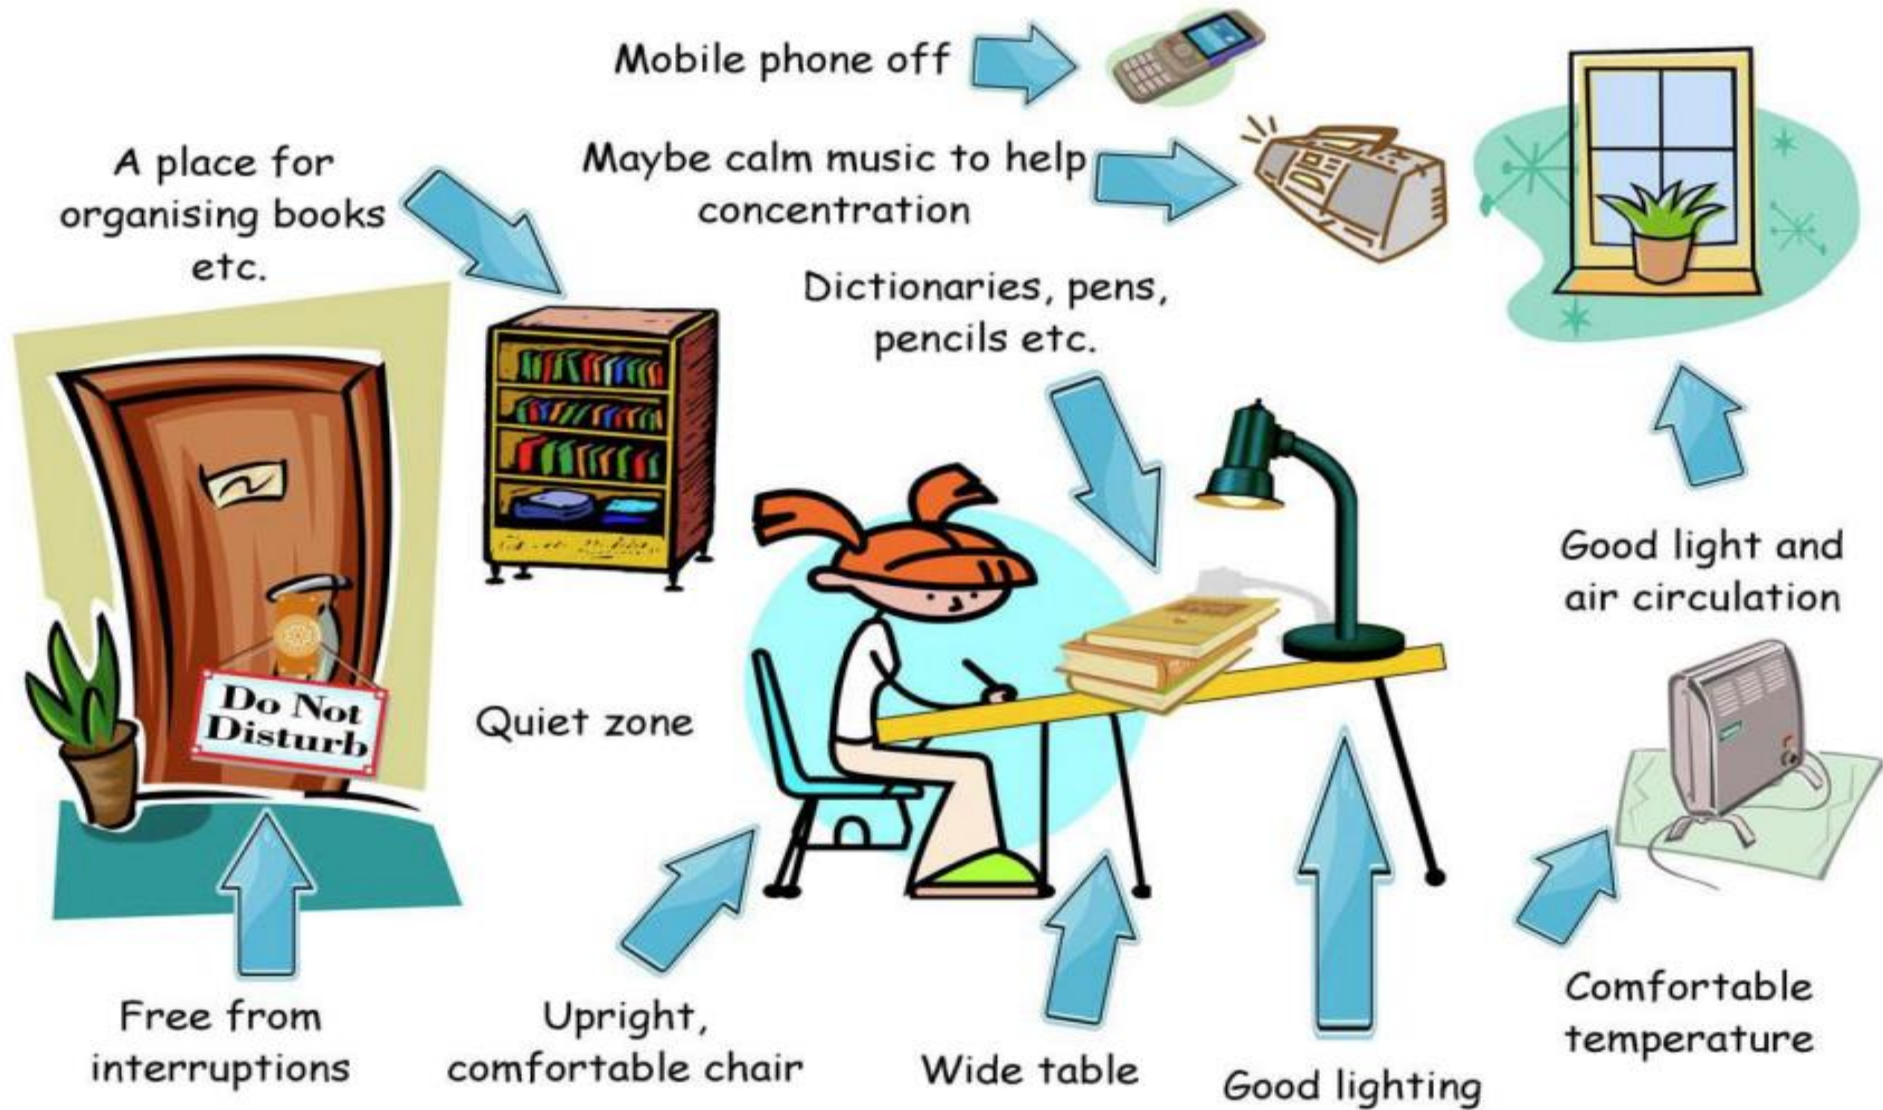 Mobile phone off
Maybe calm music to help
concentration
A place for
organising books
etc.
Dictionaries, pens,
pencils etc.
Good light and
air circulation
Do Not
Disturb
Quiet zone
Free from
interruptions
Upright,
comfortable chair
Wide table
Good lighting
Comfortable
temperature